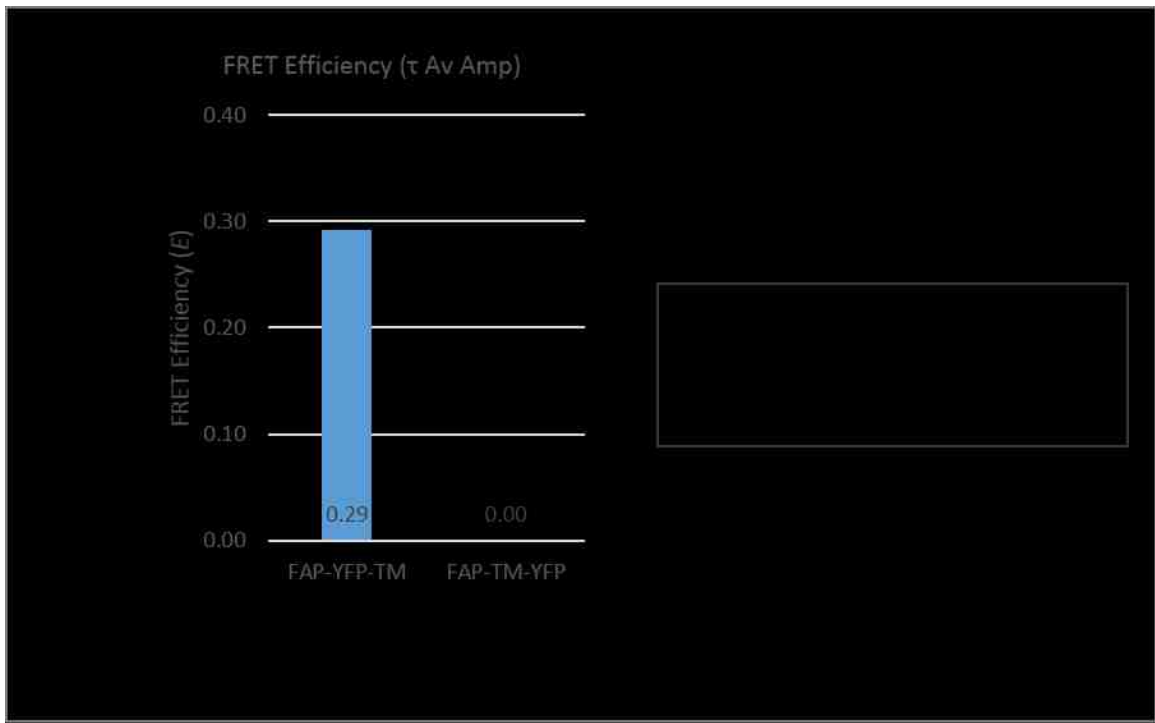 FRET Efficiency (τ Av Amp)
0.40
0.30
0.20
0.10
0.00
FRET Efficiency (E)
0.29
0.00
FAP-YFP-TM
FAP-TM-YFP